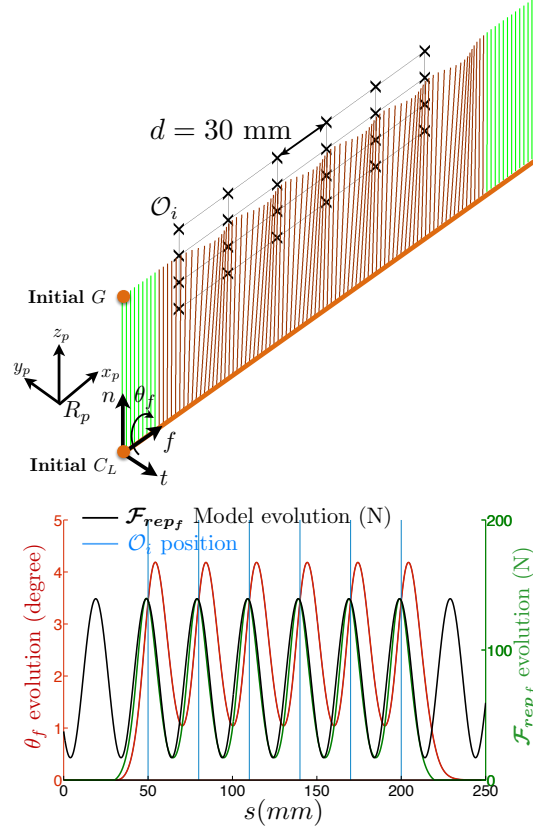 d = 30 mm
𝒪ᵢ
Initial G
z_p
y_p
x_p
R_p
n
θ_f
f
Initial C_L
t
𝓕_rep_f Model evolution (N)
𝒪ᵢ position
θ_f evolution (degree)
5
4
3
2
1
0
200
100
0
𝓕_rep_f evolution (N)
0 50 100 150 200 250
s(mm)